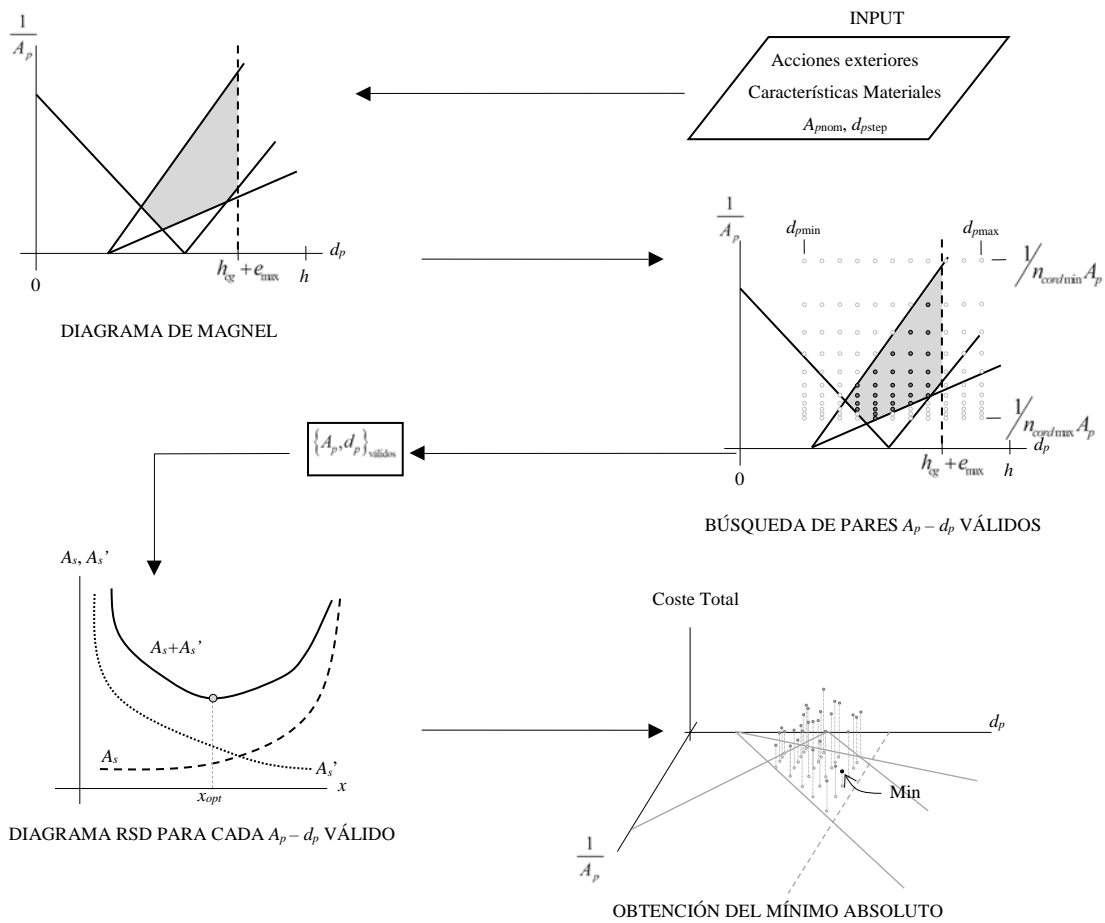 INPUT
Acciones exteriores
Características Materiales
Apnom, dpstep
1
Ap
dp
0
hcg + emax
h
DIAGRAMA DE MAGNEL
1
Ap
dpmin
dpmax
1/ncordmin Ap
1/ncordmax Ap
dp
0
hcg + emax
h
BÚSQUEDA DE PARES Ap – dp VÁLIDOS
{Ap, dp}válidos
As, As’
As+As’
As
As’
xopt
x
DIAGRAMA RSD PARA CADA Ap – dp VÁLIDO
Coste Total
dp
Min
1
Ap
OBTENCIÓN DEL MÍNIMO ABSOLUTO